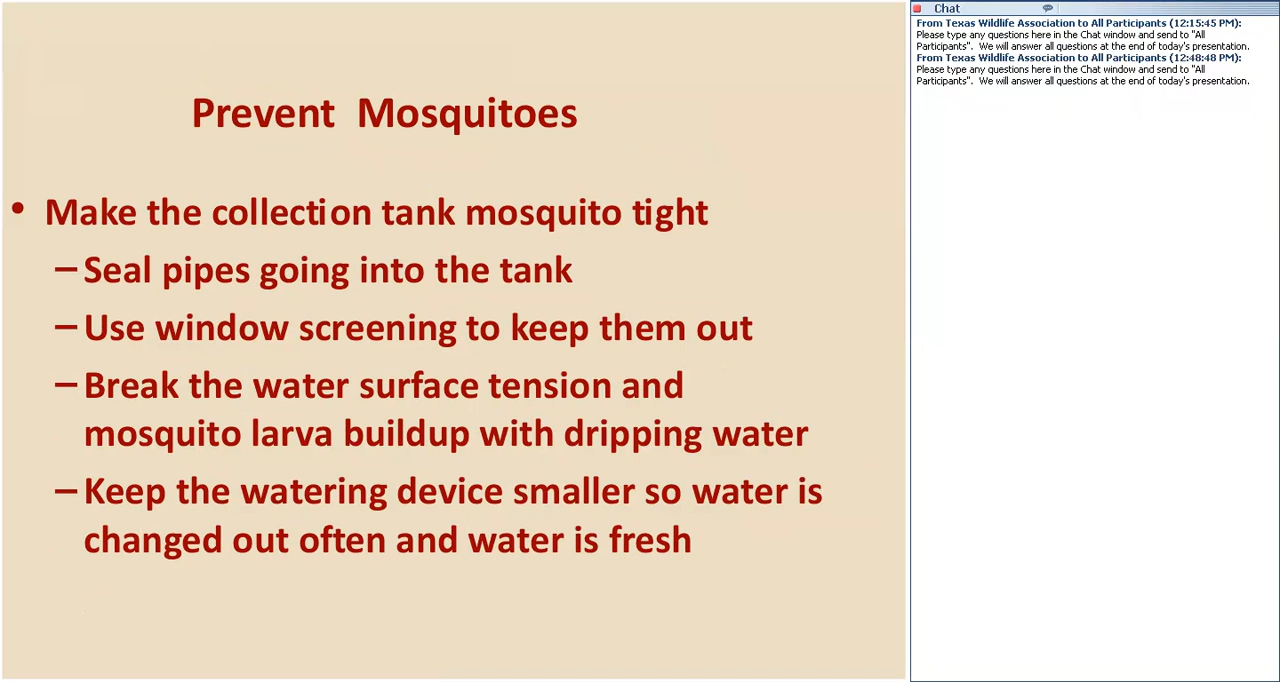 Prevent Mosquitoes
• Make the collection tank mosquito tight
– Seal pipes going into the tank
– Use window screening to keep them out
– Break the water surface tension and
mosquito larva buildup with dripping water
– Keep the watering device smaller so water is
changed out often and water is fresh
Chat
From Texas Wildlife Association to All Participants (12:15:45 PM):
Please type any questions here in the Chat window and send to "All
Participants". We will answer all questions at the end of today's presentation.
From Texas Wildlife Association to All Participants (12:48:48 PM):
Please type any questions here in the Chat window and send to "All
Participants". We will answer all questions at the end of today's presentation.